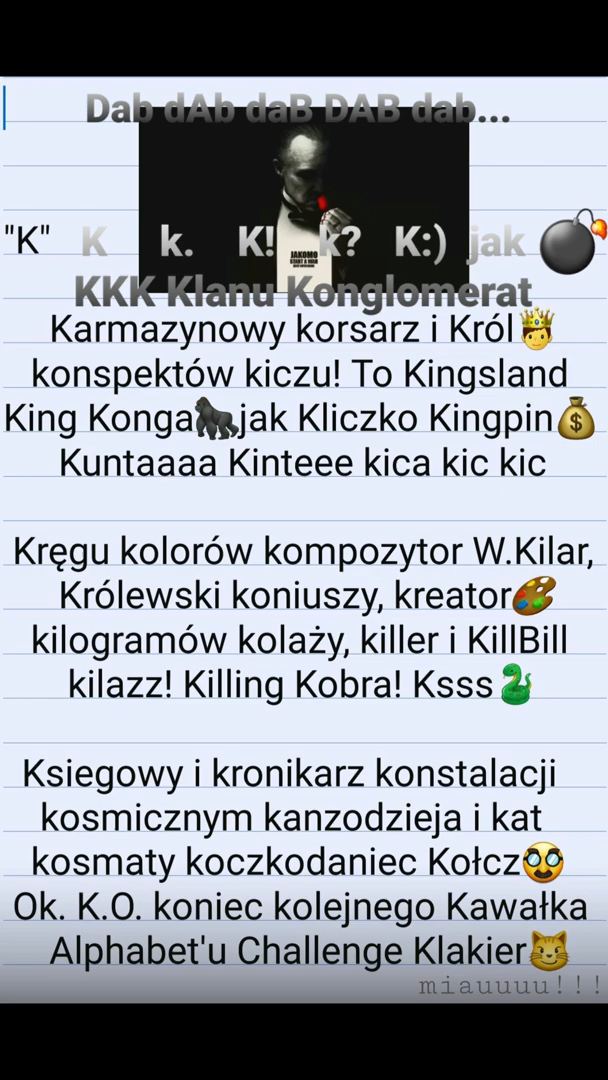 Dab dAb daB DAB dab...
"K" K k. K! k? K:) jak 💣
JAKOMO
START A WAR
KKK Klanu Konglomerat
Karmazynowy korsarz i Król🤴
konspektów kiczu! To Kingsland
King Konga🦍jak Kliczko Kingpin💰
Kuntaaaa Kinteee kica kic kic
Kręgu kolorów kompozytor W.Kilar,
Królewski koniuszy, kreator🎨
kilogramów kolaży, killer i KillBill
kilazz! Killing Kobra! Ksss🐍
Ksiegowy i kronikarz konstalacji
kosmicznym kanzodzieja i kat
kosmaty koczkodaniec Kołcz🥸
Ok. K.O. koniec kolejnego Kawałka
Alphabet'u Challenge Klakier😼
miauuuu!!!